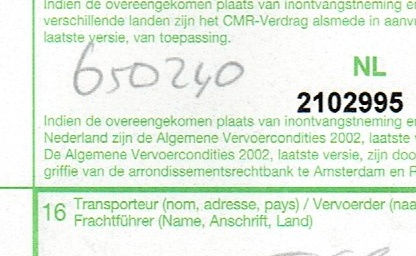 Indien de overeengekomen plaats van inontvangstneming e
verschillende landen zijn het CMR-Verdrag alsmede in aanv
laatste versie, van toepassing.
650240
NL
2102995
Indien de overeengekomen plaats van inontvangstneming e
Nederland zijn de Algemene Vervoercondities 2002, laatste
De Algemene Vervoercondities 2002, laatste versie, zijn doo
griffie van de arrondissementsrechtbank te Amsterdam en R
16 Transporteur (nom, adresse, pays) / Vervoerder (naa
Frachtführer (Name, Anschrift, Land)